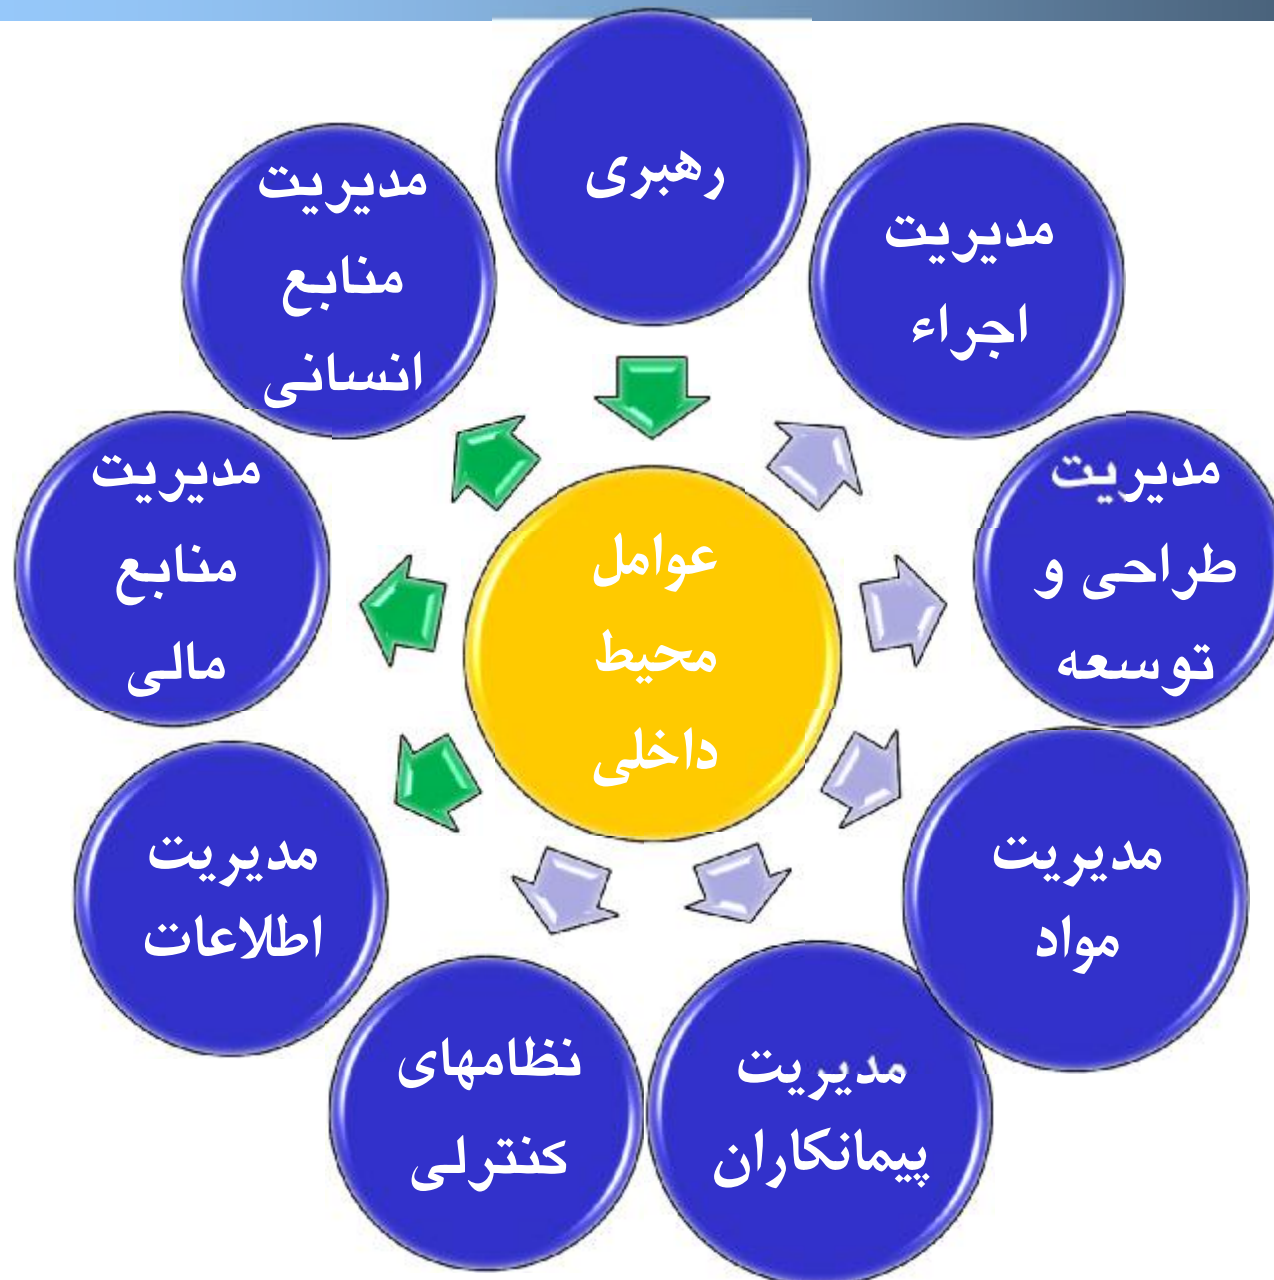 رهبری
مدیریت
اجراء
مدیریت
طراحی و
توسعه
مدیریت
مواد
مدیریت
پیمانکاران
نظامهای
کنترلی
مدیریت
اطلاعات
مدیریت
منابع
مالی
مدیریت
منابع
انسانی
عوامل
محیط
داخلی